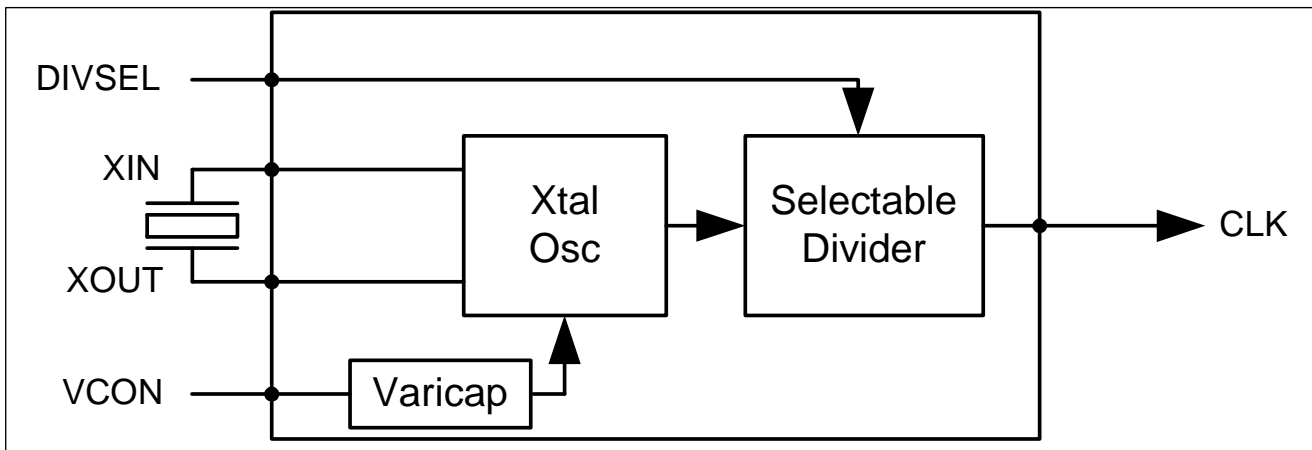 DIVSEL
XIN
Xtal
Osc
Selectable
Divider
CLK
XOUT
VCON
Varicap